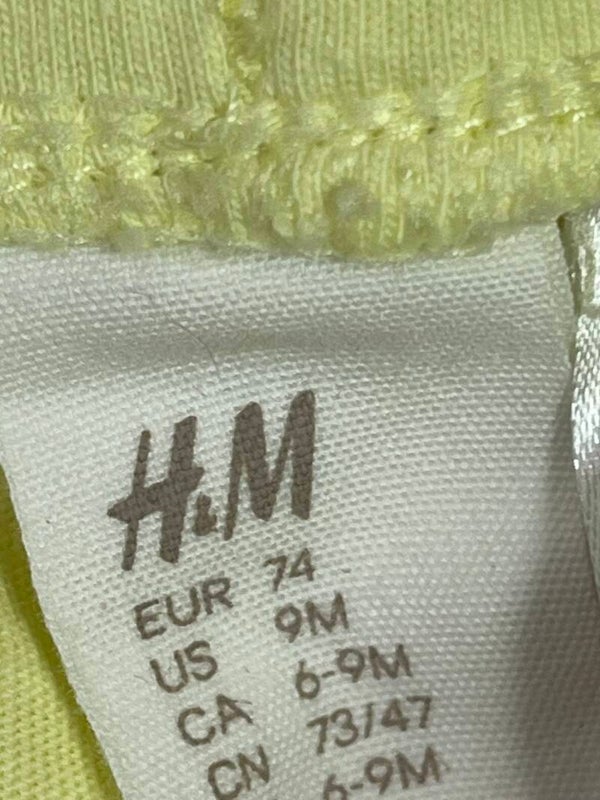 H&M
EUR 74
US 9M
CA 6-9M
CN 73/47
6-9M